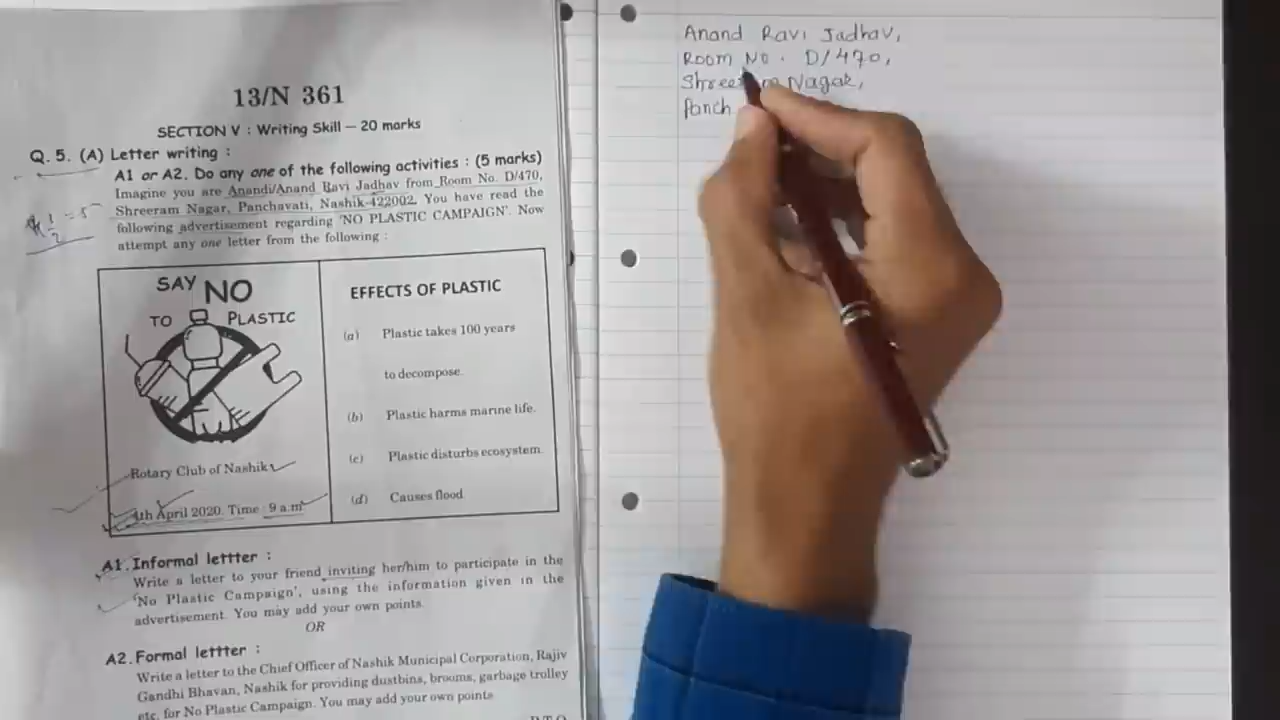 13/N 361
SECTION V : Writing Skill – 20 marks
Q. 5. (A) Letter writing :
A1 or A2. Do any one of the following activities : (5 marks)
Imagine you are Anandi/Anand Ravi Jadhav from Room No. D/470,
Shreeram Nagar, Panchavati, Nashik-422002. You have read the
following advertisement regarding 'NO PLASTIC CAMPAIGN'. Now
attempt any one letter from the following :
SAY NO
TO PLASTIC
Rotary Club of Nashik
4th April 2020. Time : 9 a.m
EFFECTS OF PLASTIC
(a) Plastic takes 100 years
to decompose.
(b) Plastic harms marine life.
(c) Plastic disturbs ecosystem.
(d) Causes flood
A1. Informal lettter :
Write a letter to your friend inviting her/him to participate in the
'No Plastic Campaign', using the information given in the
advertisement. You may add your own points.
OR
A2. Formal lettter :
Write a letter to the Chief Officer of Nashik Municipal Corporation, Rajiv
Gandhi Bhavan, Nashik for providing dustbins, brooms, garbage trolley
etc. for No Plastic Campaign. You may add your own points
Anand Ravi Jadhav,
Room No. D/470,
Nagar,
Panch